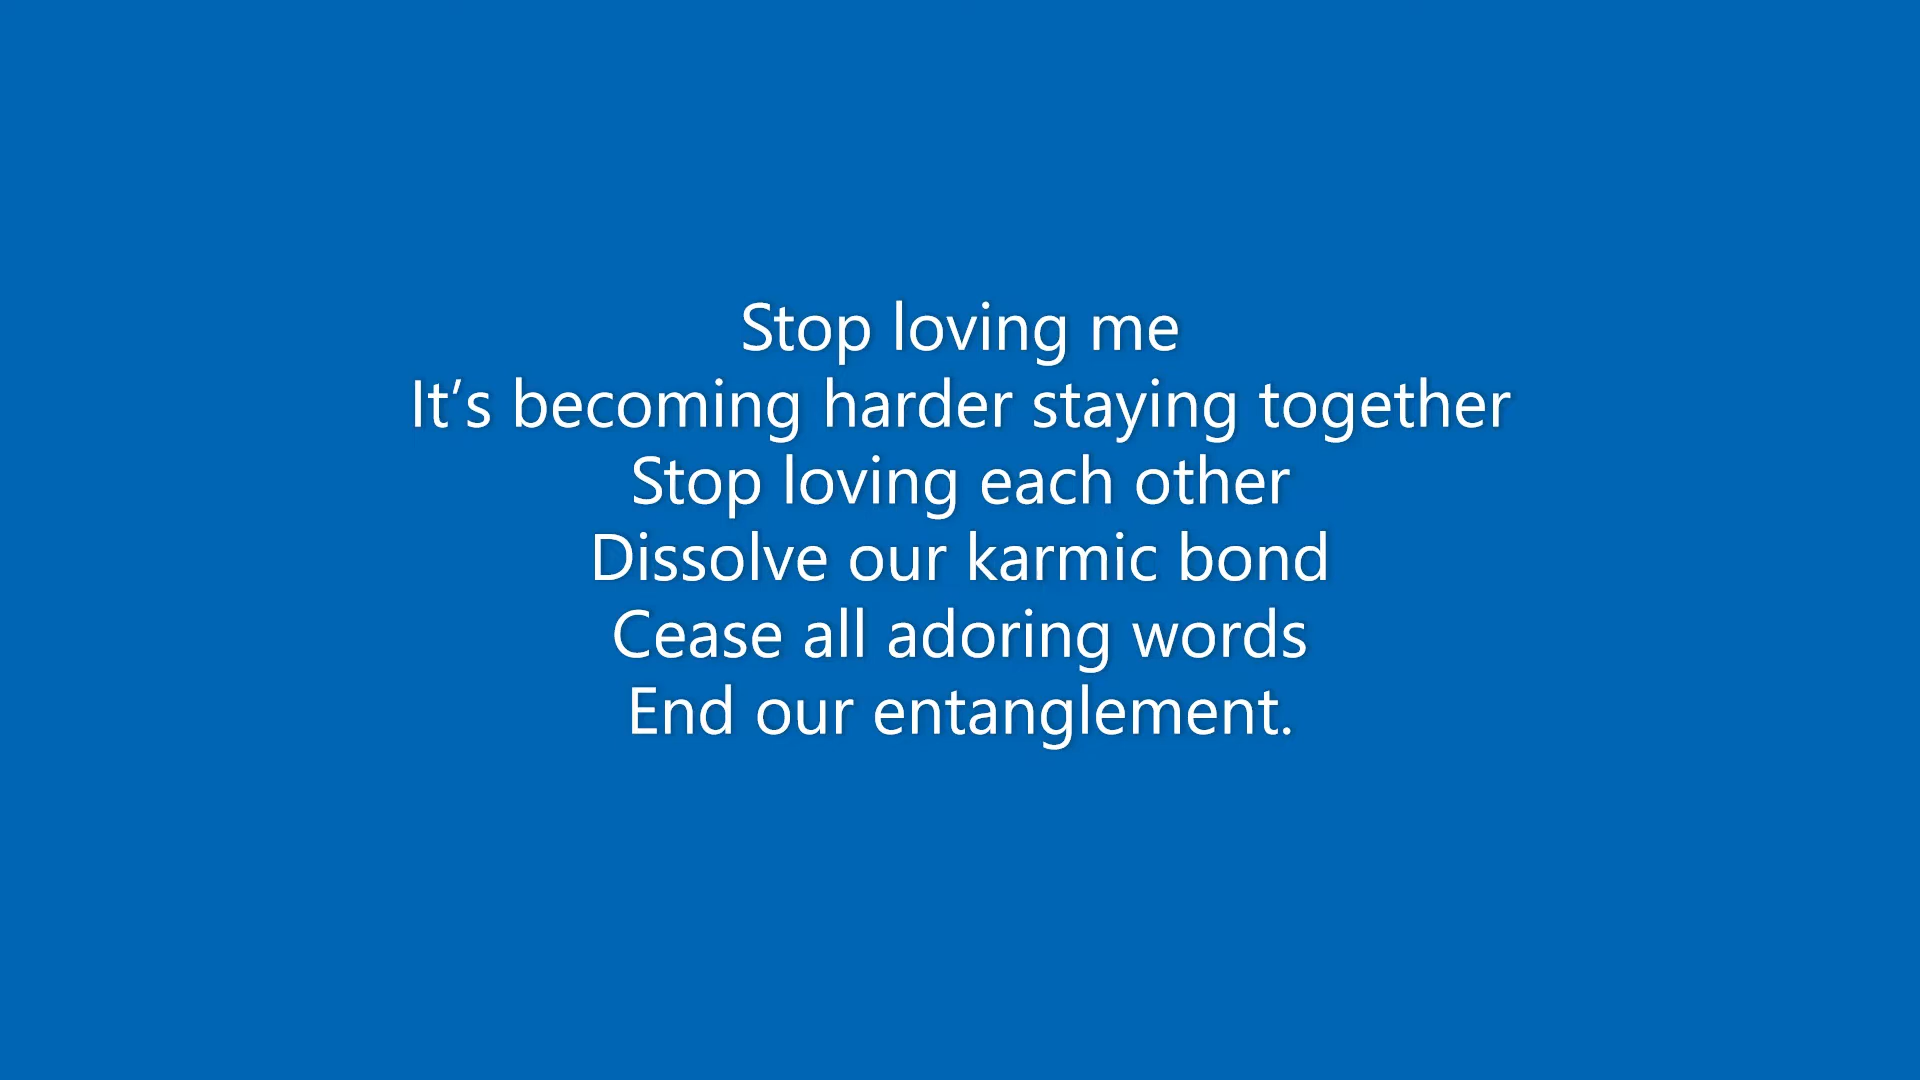 Stop loving me
It’s becoming harder staying together
Stop loving each other
Dissolve our karmic bond
Cease all adoring words
End our entanglement.